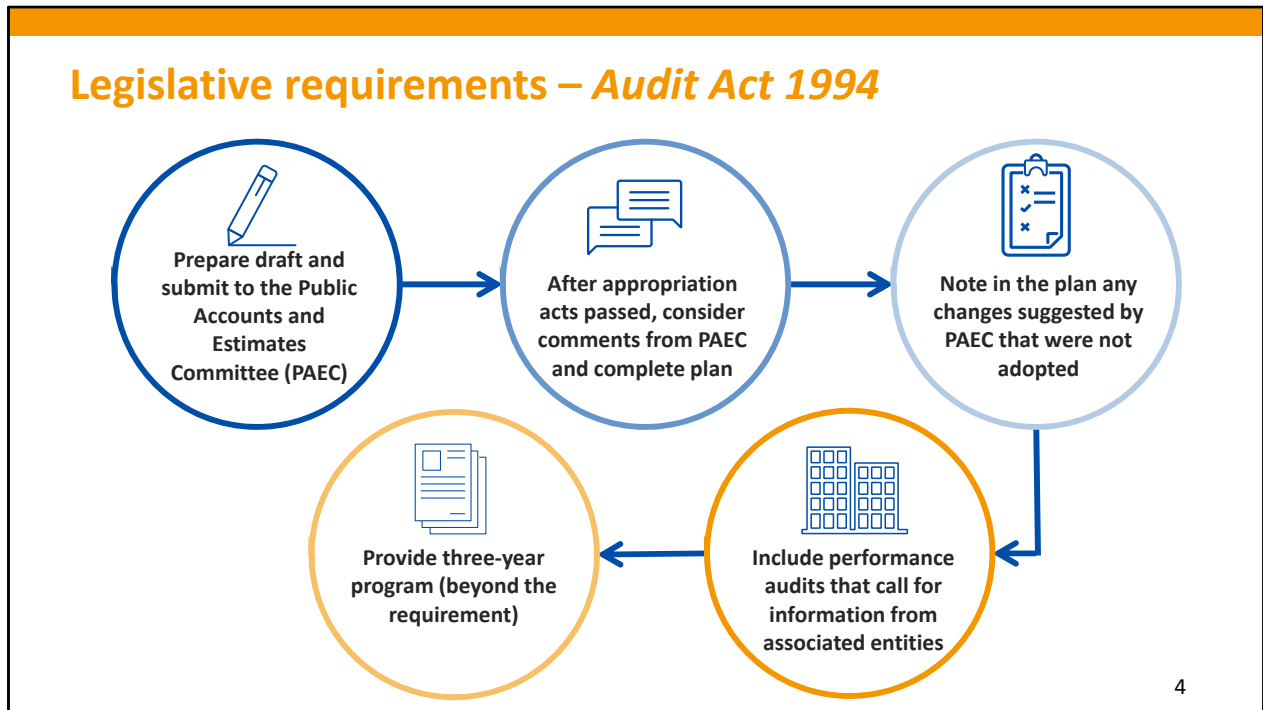 Legislative requirements – Audit Act 1994
Prepare draft and
submit to the Public
Accounts and
Estimates
Committee (PAEC)
After appropriation
acts passed, consider
comments from PAEC
and complete plan
Note in the plan any
changes suggested by
PAEC that were not
adopted
Include performance
audits that call for
information from
associated entities
Provide three-year
program (beyond the
requirement)
4